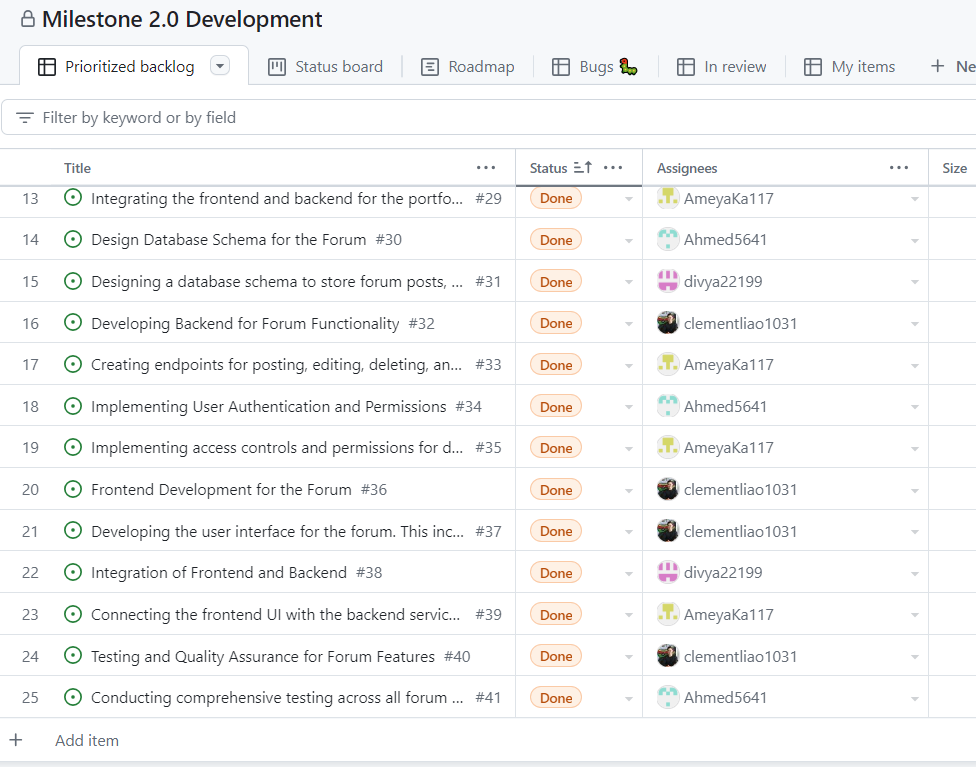 Milestone 2.0 Development
Prioritized backlog Status board Roadmap Bugs In review My items + Ne
Filter by keyword or by field
Title ... Status ... Assignees ... Size
13 Integrating the frontend and backend for the portfo... #29 Done AmeyaKa117
14 Design Database Schema for the Forum #30 Done Ahmed5641
15 Designing a database schema to store forum posts, ... #31 Done divya22199
16 Developing Backend for Forum Functionality #32 Done clementliao1031
17 Creating endpoints for posting, editing, deleting, an... #33 Done AmeyaKa117
18 Implementing User Authentication and Permissions #34 Done Ahmed5641
19 Implementing access controls and permissions for d... #35 Done AmeyaKa117
20 Frontend Development for the Forum #36 Done clementliao1031
21 Developing the user interface for the forum. This inc... #37 Done clementliao1031
22 Integration of Frontend and Backend #38 Done divya22199
23 Connecting the frontend UI with the backend servic... #39 Done AmeyaKa117
24 Testing and Quality Assurance for Forum Features #40 Done clementliao1031
25 Conducting comprehensive testing across all forum ... #41 Done Ahmed5641
+ Add item